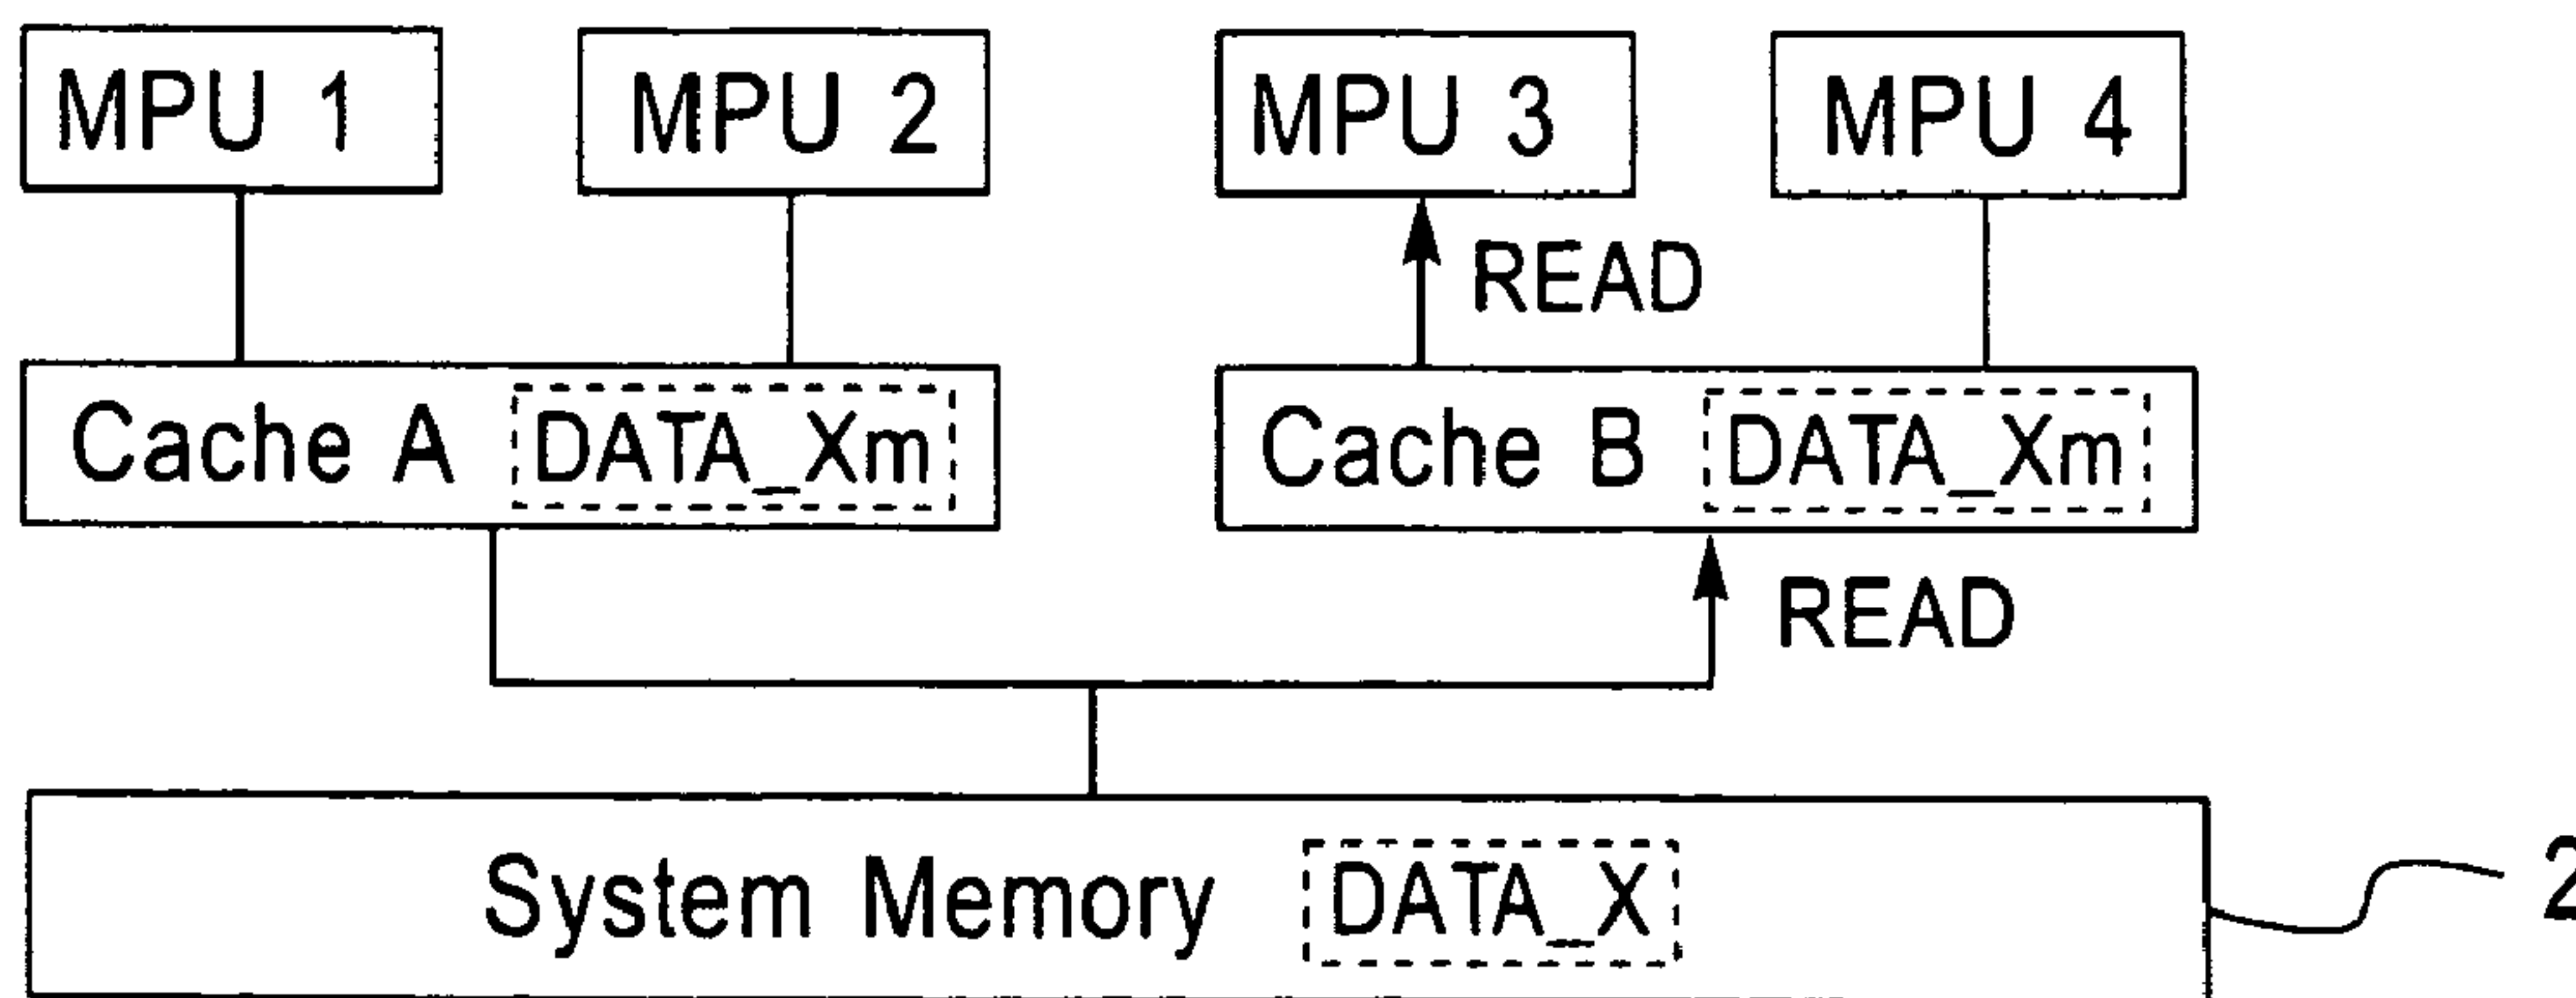 MPU 1 MPU 2 MPU 3 MPU 4
READ
Cache A DATA_Xm Cache B DATA_Xm
READ
System Memory DATA_X 2